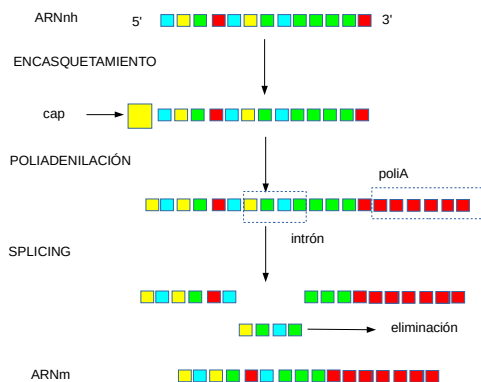 ARNnh 5' 3'
ENCASQUETAMIENTO
cap
POLIADENILACIÓN
poliA
intrón
SPLICING
eliminación
ARNm